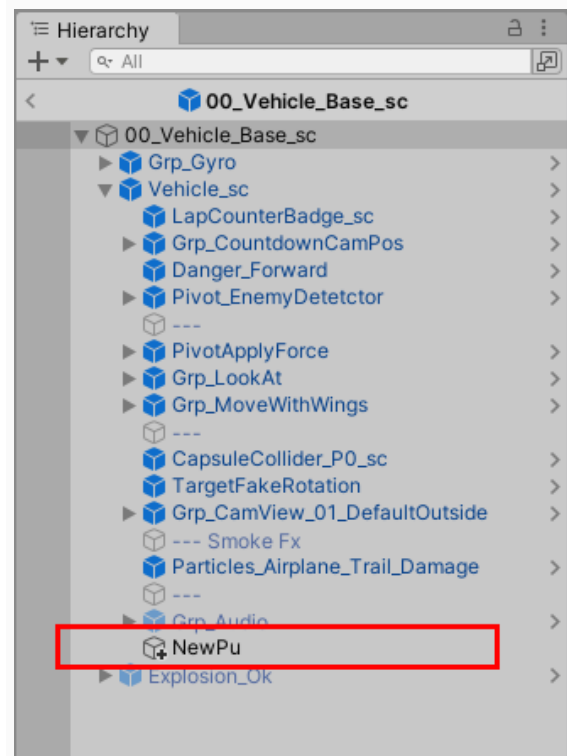 Hierarchy
All
00_Vehicle_Base_sc
00_Vehicle_Base_sc
Grp_Gyro
Vehicle_sc
LapCounterBadge_sc
Grp_CountdownCamPos
Danger_Forward
Pivot_EnemyDetetctor
---
PivotApplyForce
Grp_LookAt
Grp_MoveWithWings
---
CapsuleCollider_P0_sc
TargetFakeRotation
Grp_CamView_01_DefaultOutside
--- Smoke Fx
Particles_Airplane_Trail_Damage
---
Grp_Audio
NewPu
Explosion_Ok